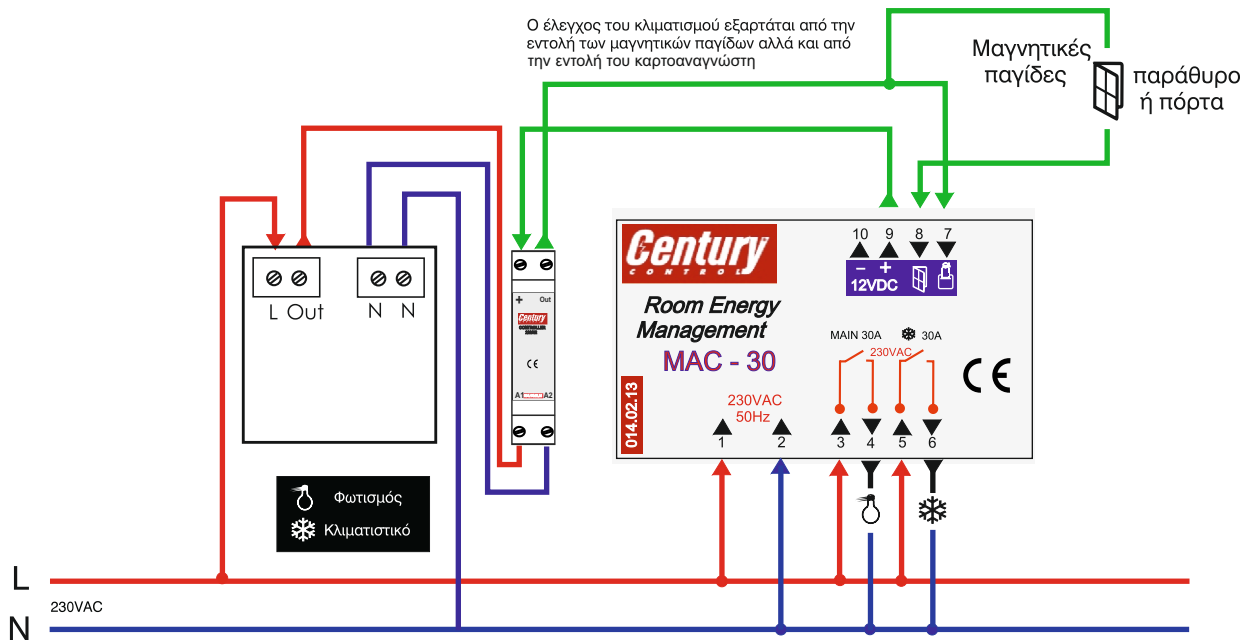 Ο έλεγχος του κλιματισμού εξαρτάται από την
εντολή των μαγνητικών παγίδων αλλά και από
την εντολή του καρτοαναγνώστη
Μαγνητικές
παγίδες
παράθυρο
ή πόρτα
L Out N N
+ Out
Century
CE
A1 A2
Century
CONTROL
Room Energy
Management
MAC - 30
014.02.13
10 9 8 7
- +
12VDC
MAIN 30A 30A
230VAC
CE
230VAC
50Hz
1 2 3 4 5 6
Φωτισμός
Κλιματιστικό
L
230VAC
N